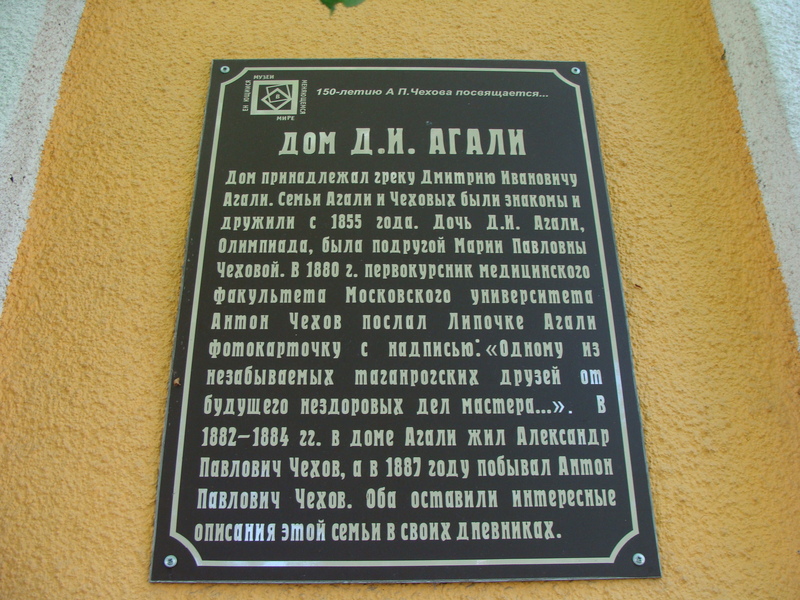 МУЗЕИ
МЕНЯЮЩЕМСЯ
МИРЕ
150-летию А П.Чехова посвящается...
ДОМ Д.И. АГАЛИ
Дом принадлежал греку Дмитрию Ивановичу
Агали. Семьи Агали и Чеховых были знакомы и
дружили с 1855 года. Дочь Д.И. Агали,
Олимпиада, была подругой Марии Павловны
Чеховой. В 1880 г. первокурсник медицинского
факультета Московского университета
Антон Чехов послал Липочке Агали
фотокарточку с надписью: «Одному из
незабываемых таганрогских друзей от
будущего нездоровых дел мастера...». В
1882–1884 гг. в доме Агали жил Александр
Павлович Чехов, а в 1887 году побывал Антон
Павлович Чехов. Оба оставили интересные
описания этой семьи в своих дневниках.